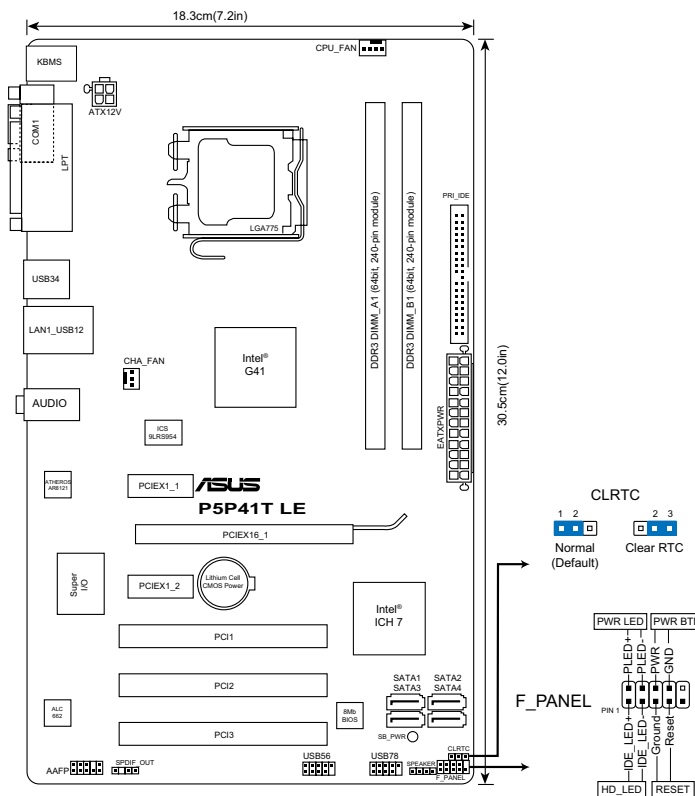 18.3cm(7.2in)
CPU_FAN
KBMS
ATX12V
COM1
LPT
LGA775
DDR3 DIMM_A1 (64bit, 240-pin module)
DDR3 DIMM_B1 (64bit, 240-pin module)
PRI_IDE
USB34
LAN1_USB12
CHA_FAN
Intel®
G41
EATXPWR
30.5cm(12.0in)
AUDIO
ICS
9LRS954
ATHEROS
AR8121
PCIEX1_1
ASUS
P5P41T LE
PCIEX16_1
Super
I/O
PCIEX1_2
Lithium Cell
CMOS Power
Intel®
ICH 7
PCI1
PCI2
PCI3
ALC
662
8Mb
BIOS
SATA1 SATA2
SATA3 SATA4
SB_PWR
CLRTC
AAFP
SPDIF_OUT
USB56
USB78
SPEAKER
F_PANEL
CLRTC
1 2
2 3
Normal
(Default)
Clear RTC
PWR LED
PWR BTN
PLED+
PLED-
PWR
GND
F_PANEL
PIN 1
IDE_LED+
IDE_LED-
Ground
Reset
HD_LED
RESET